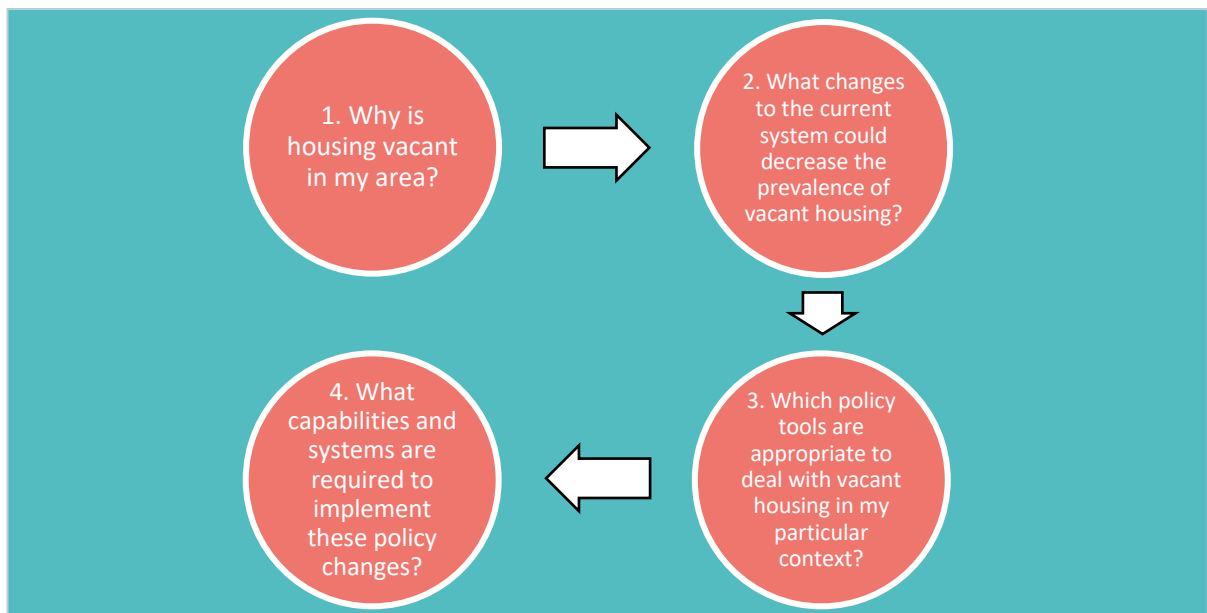 1. Why is
housing vacant
in my area?
2. What changes
to the current
system could
decrease the
prevalence of
vacant housing?
3. Which policy
tools are
appropriate to
deal with vacant
housing in my
particular
context?
4. What
capabilities and
systems are
required to
implement
these policy
changes?